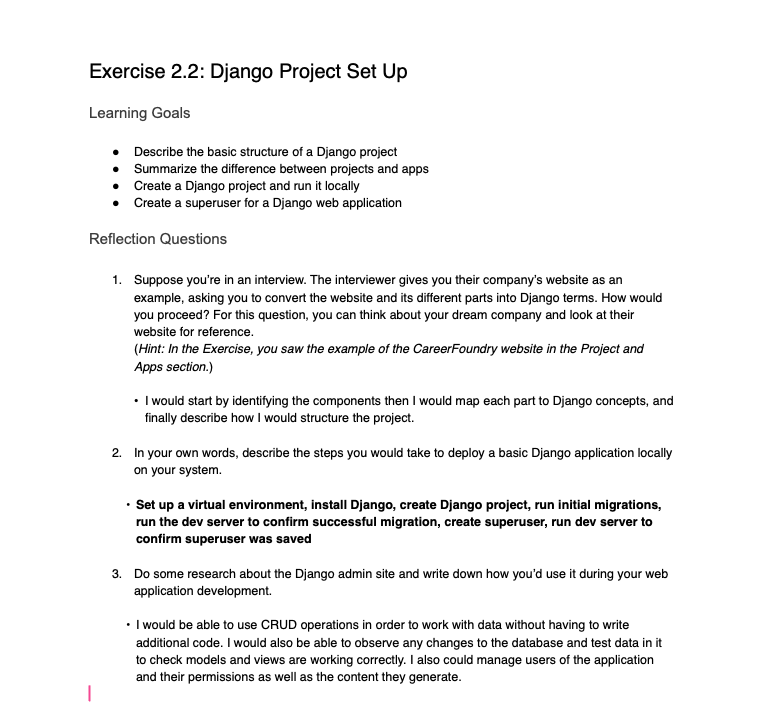 Exercise 2.2: Django Project Set Up
Learning Goals
● Describe the basic structure of a Django project
● Summarize the difference between projects and apps
● Create a Django project and run it locally
● Create a superuser for a Django web application
Reflection Questions
1. Suppose you’re in an interview. The interviewer gives you their company’s website as an
example, asking you to convert the website and its different parts into Django terms. How would
you proceed? For this question, you can think about your dream company and look at their
website for reference.
(Hint: In the Exercise, you saw the example of the CareerFoundry website in the Project and
Apps section.)
• I would start by identifying the components then I would map each part to Django concepts, and
finally describe how I would structure the project.
2. In your own words, describe the steps you would take to deploy a basic Django application locally
on your system.
• Set up a virtual environment, install Django, create Django project, run initial migrations,
run the dev server to confirm successful migration, create superuser, run dev server to
confirm superuser was saved
3. Do some research about the Django admin site and write down how you’d use it during your web
application development.
• I would be able to use CRUD operations in order to work with data without having to write
additional code. I would also be able to observe any changes to the database and test data in it
to check models and views are working correctly. I also could manage users of the application
and their permissions as well as the content they generate.